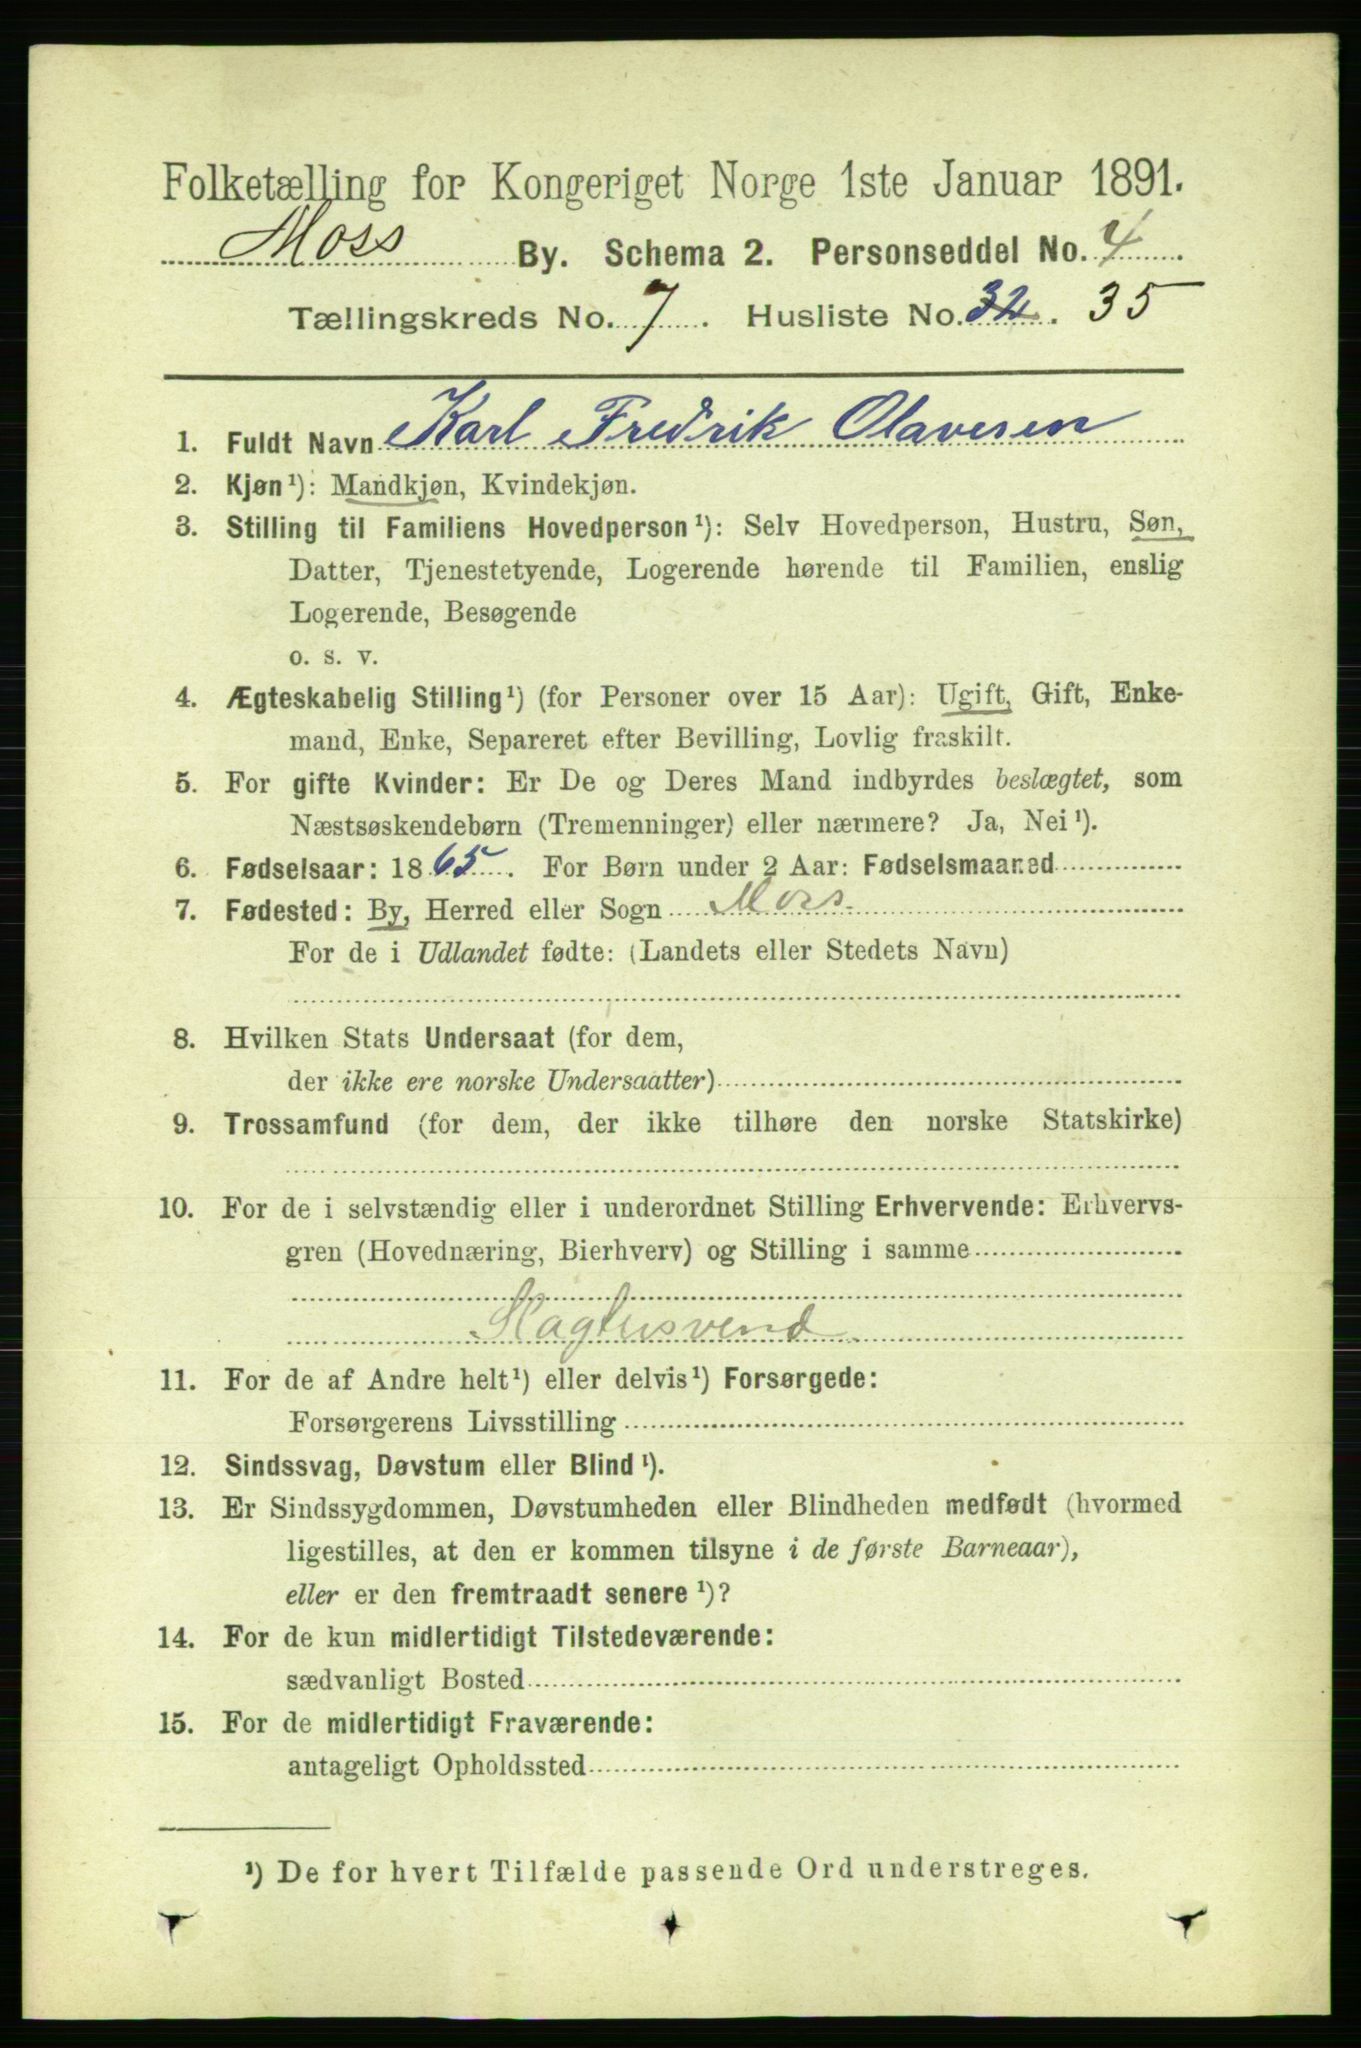 Folketælling for Kongeriget Norge 1ste Januar 1891.
Moss By. Schema 2. Personseddel No. 4
Tællingskreds No. 7. Husliste No. 32. 35
1. Fuldt Navn Karl Fredrik Olavesen
2. Kjøn¹): Mandkjøn, Kvindekjøn.
3. Stilling til Familiens Hovedperson¹): Selv Hovedperson, Hustru, Søn,
Datter, Tjenestetyende, Logerende hørende til Familien, enslig
Logerende, Besøgende
o. s. v.
4. Ægteskabelig Stilling¹) (for Personer over 15 Aar): Ugift, Gift, Enke-
mand, Enke, Separeret efter Bevilling, Lovlig fraskilt.
5. For gifte Kvinder: Er De og Deres Mand indbyrdes beslægtet, som
Næstsøskendebørn (Tremenninger) eller nærmere? Ja, Nei¹).
6. Fødselsaar: 1865. For Børn under 2 Aar: Fødselsmaaned
7. Fødested: By, Herred eller Sogn Moss.
For de i Udlandet fødte: (Landets eller Stedets Navn)
8. Hvilken Stats Undersaat (for dem,
der ikke ere norske Undersaatter)
9. Trossamfund (for dem, der ikke tilhøre den norske Statskirke)
10. For de i selvstændig eller i underordnet Stilling Erhvervende: Erhvervs-
gren (Hovednæring, Bierhverv) og Stilling i samme
Slagtersvend
11. For de af Andre helt¹) eller delvis¹) Forsørgede:
Forsørgerens Livsstilling
12. Sindssvag, Døvstum eller Blind¹).
13. Er Sindssygdommen, Døvstumheden eller Blindheden medfødt (hvormed
ligestilles, at den er kommen tilsyne i de første Barneaar),
eller er den fremtraadt senere¹)?
14. For de kun midlertidigt Tilstedeværende:
sædvanligt Bosted
15. For de midlertidigt Fraværende:
antageligt Opholdssted
¹) De for hvert Tilfælde passende Ord understreges.